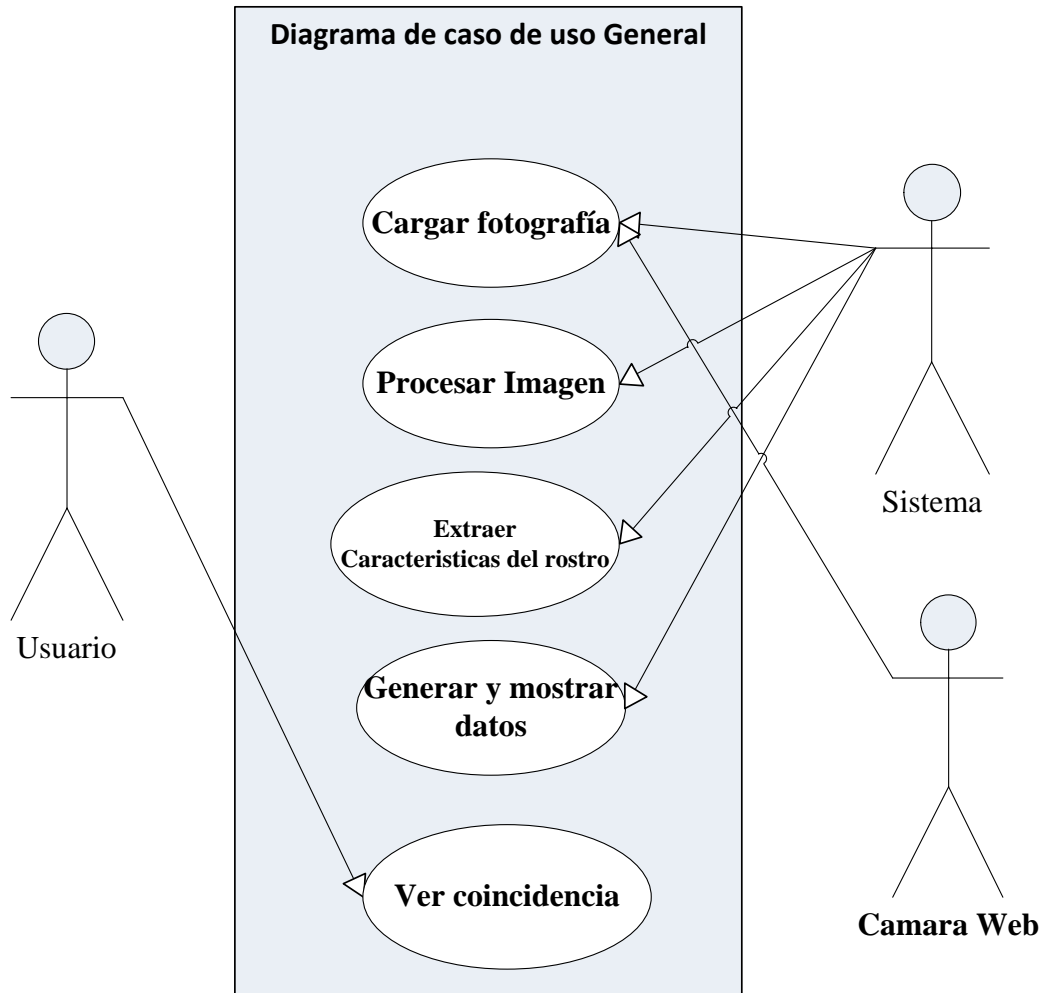 Diagrama de caso de uso General
Cargar fotografía
Procesar Imagen
Extraer
Caracteristicas del rostro
Generar y mostrar
datos
Ver coincidencia
Usuario
Sistema
Camara Web